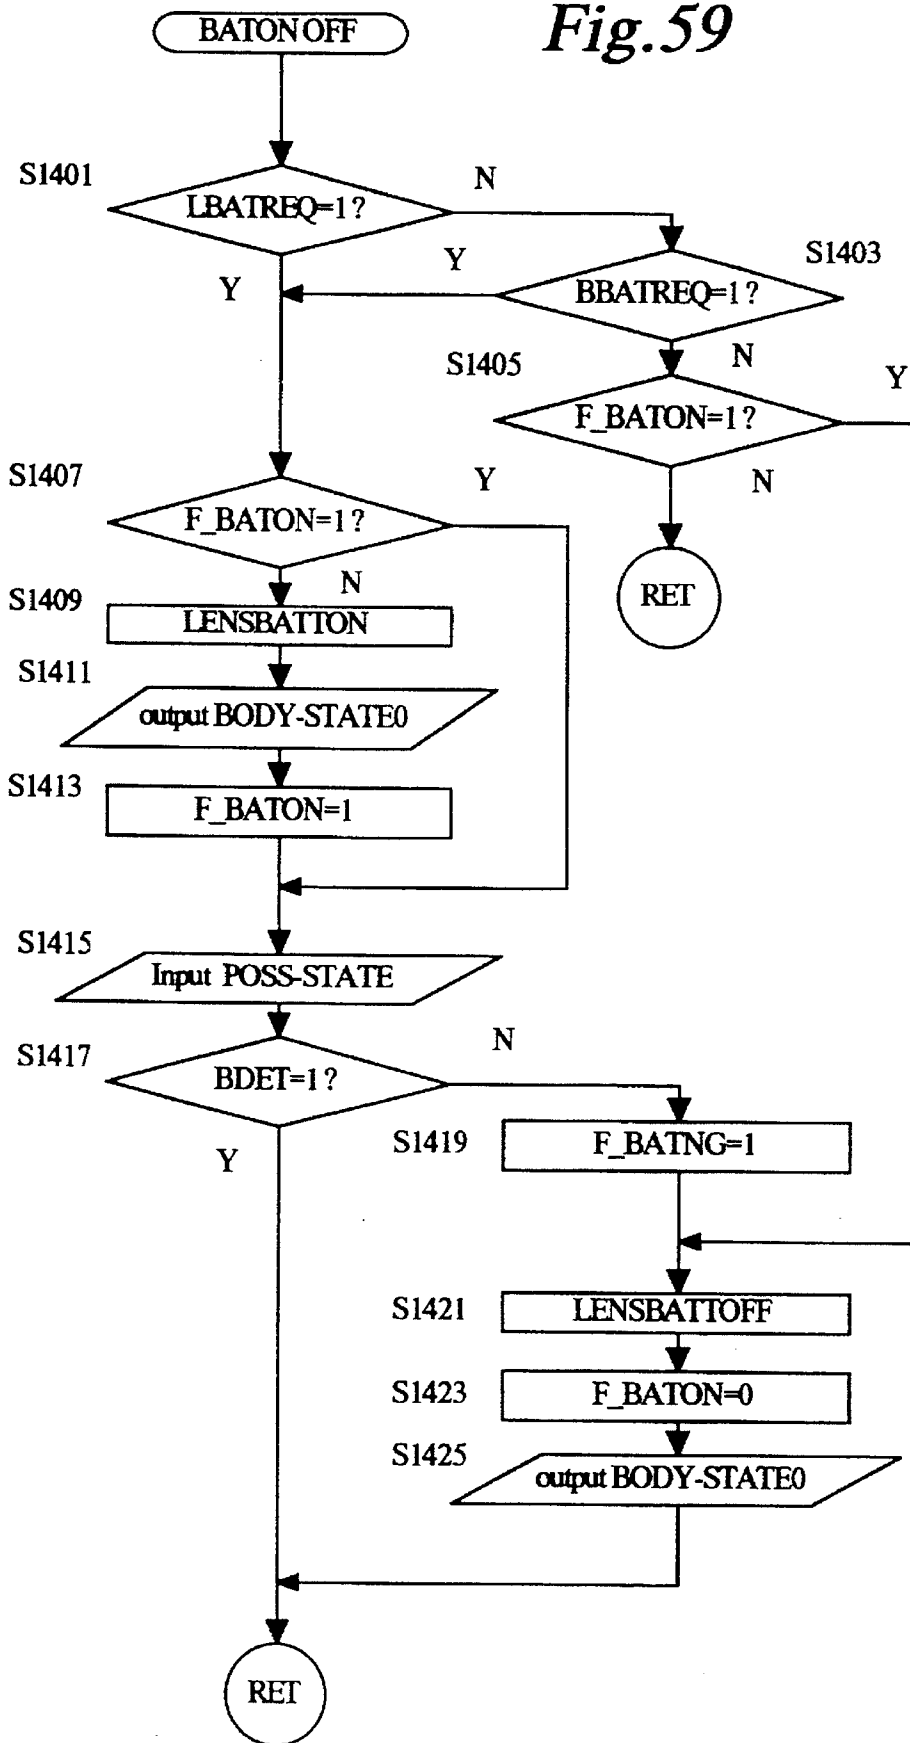 BATON OFF
Fig.59
S1401
LBATREQ=1?
N
Y
Y
S1403
BBATREQ=1?
N
S1405
F_BATON=1?
Y
N
RET
S1407
F_BATON=1?
Y
N
S1409
LENSBATTON
S1411
output BODY-STATE0
S1413
F_BATON=1
S1415
Input POSS-STATE
S1417
BDET=1?
N
Y
S1419
F_BATNG=1
S1421
LENSBATTOFF
S1423
F_BATON=0
S1425
output BODY-STATE0
RET